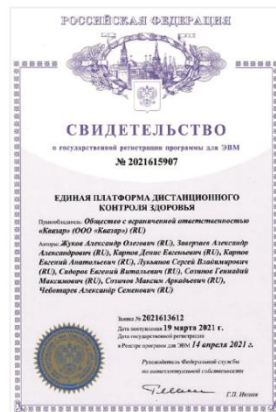 РОССИЙСКАЯ ФЕДЕРАЦИЯ
СВИДЕТЕЛЬСТВО
о государственной регистрации программы для ЭВМ
№ 2021615907
ЕДИНАЯ ПЛАТФОРМА ДИСТАНЦИОННОГО
КОНТРОЛЯ ЗДОРОВЬЯ
Правообладатель: Общество с ограниченной ответственностью
«Квазар» (ООО «Квазар») (RU)
Авторы: Жуков Александр Олегович (RU), Завервев Александр
Александрович (RU), Карпов Денис Евгеньевич (RU), Карпов
Евгений Анатольевич (RU), Лукьянов Сергей Владимирович
(RU), Сидоров Евгений Витальевич (RU), Созинов Геннадий
Максимович (RU), Созинов Максим Аркадьевич (RU),
Чеботарев Александр Семенович (RU)
Заявка № 2021613612
Дата поступления 19 марта 2021 г.
Дата государственной регистрации
в Реестре программ для ЭВМ 14 апреля 2021 г.
Руководитель Федеральной службы
по интеллектуальной собственности
Г.П. Ивлиев